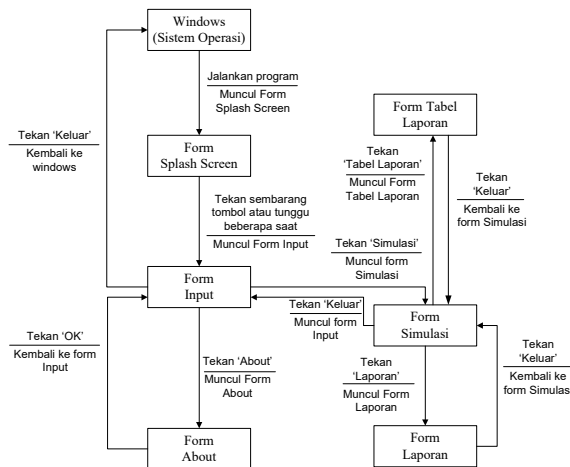 Windows
(Sistem Operasi)
Jalankan program
Muncul Form
Splash Screen
Form
Splash Screen
Tekan 'Keluar'
Kembali ke
windows
Tekan sembarang
tombol atau tunggu
beberapa saat
Muncul Form Input
Form
Input
Tekan 'OK'
Kembali ke form
Input
Tekan 'About'
Muncul Form
About
Form
About
Form Tabel
Laporan
Tekan
'Tabel Laporan'
Muncul Form
Tabel Laporan
Tekan
'Keluar'
Kembali ke
form Simulasi
Tekan 'Simulasi'
Muncul form
Simulasi
Tekan 'Keluar'
Muncul form
Input
Form
Simulasi
Tekan
'Laporan'
Muncul Form
Laporan
Tekan
'Keluar'
Kembali ke
form Simulas
Form
Laporan